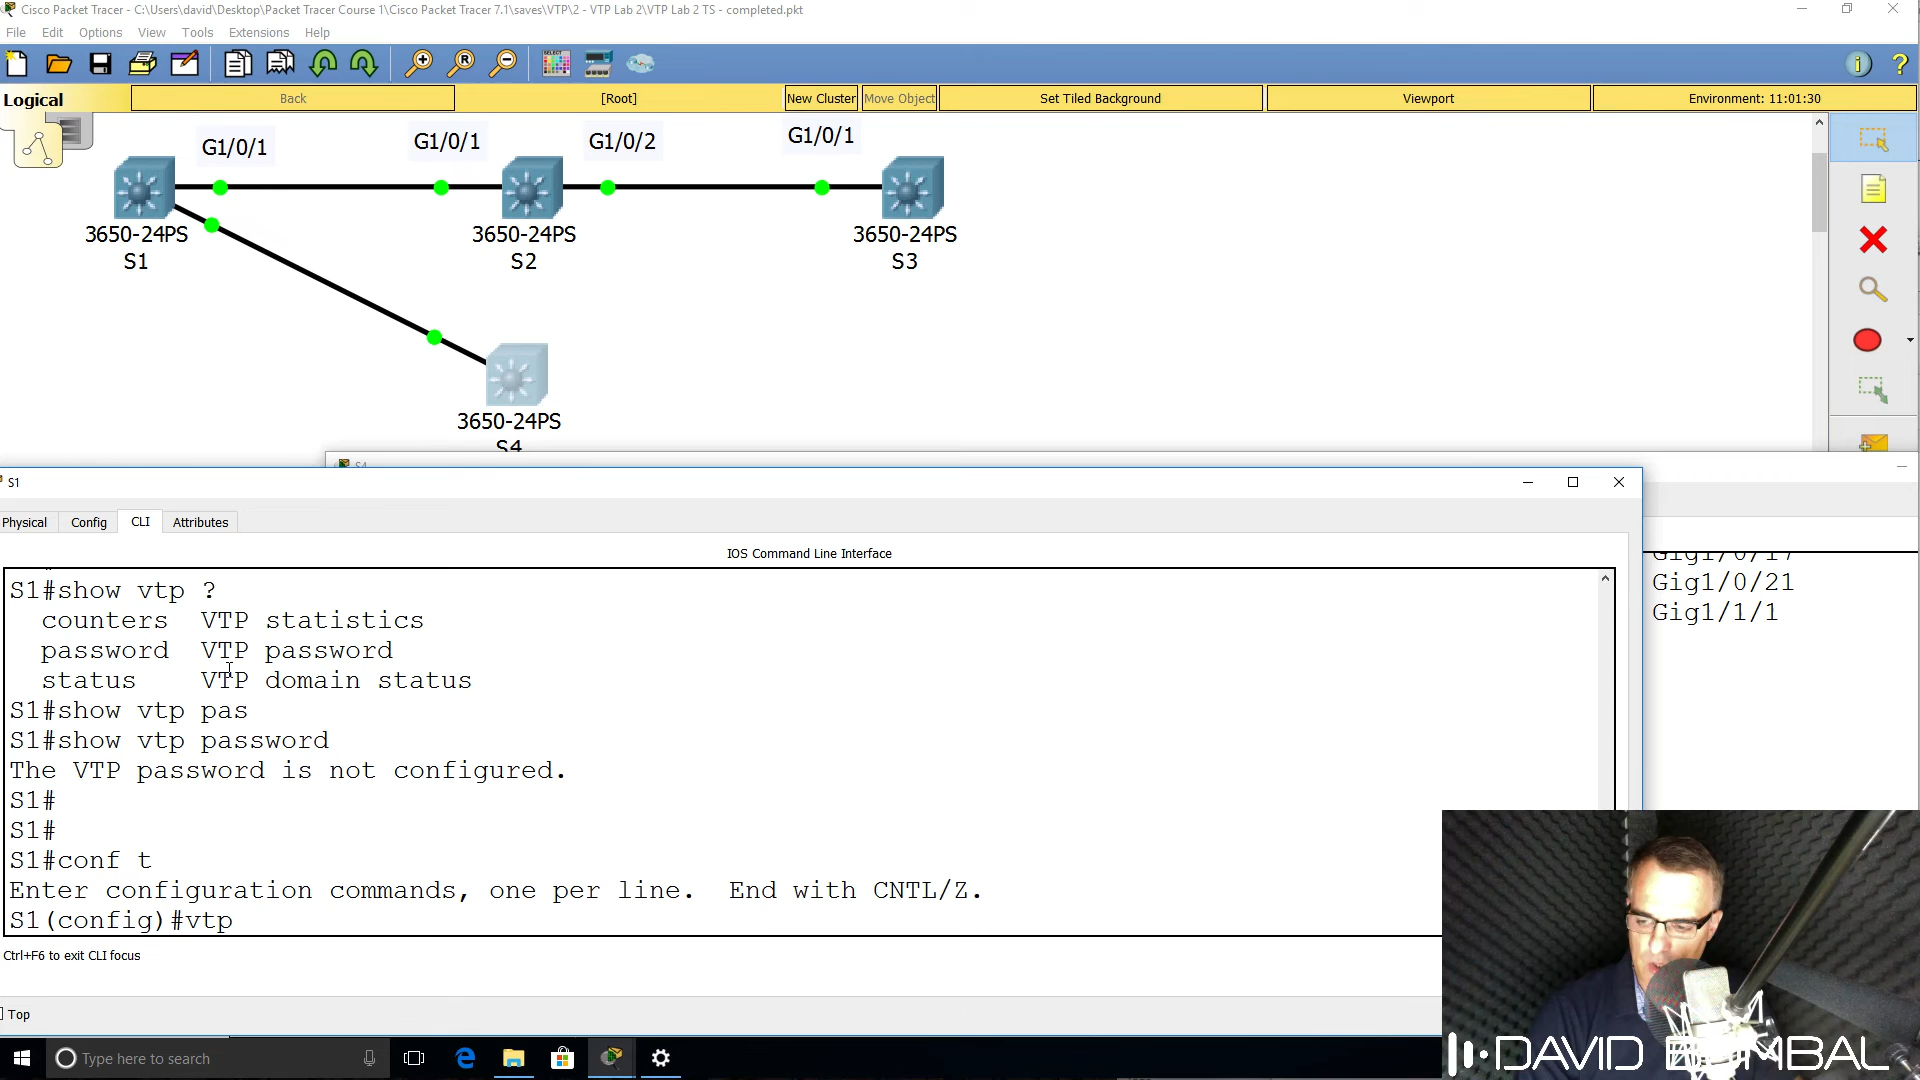 Cisco Packet Tracer - C:\Users\david\Desktop\Packet Tracer Course 1\Cisco Packet Tracer 7.1\saves\VTP\2 - VTP Lab 2\VTP Lab 2 TS - completed.pkt
File Edit Options View Tools Extensions Help
Logical Back [Root] New Cluster Move Object Set Tiled Background Viewport Environment: 11:01:30
G1/0/1 G1/0/1 G1/0/2 G1/0/1
3650-24PS 3650-24PS 3650-24PS
S1 S2 S3
3650-24PS
S4
S4
S1
Physical Config CLI Attributes
IOS Command Line Interface
Gig1/0/17
Gig1/0/21
Gig1/1/1
S1#show vtp ?
counters VTP statistics
password VTP password
status VTP domain status
S1#show vtp pas
S1#show vtp password
The VTP password is not configured.
S1#
S1#
S1#conf t
Enter configuration commands, one per line. End with CNTL/Z.
S1(config)#vtp
Ctrl+F6 to exit CLI focus
Top
Type here to search
DAVID BOMBAL